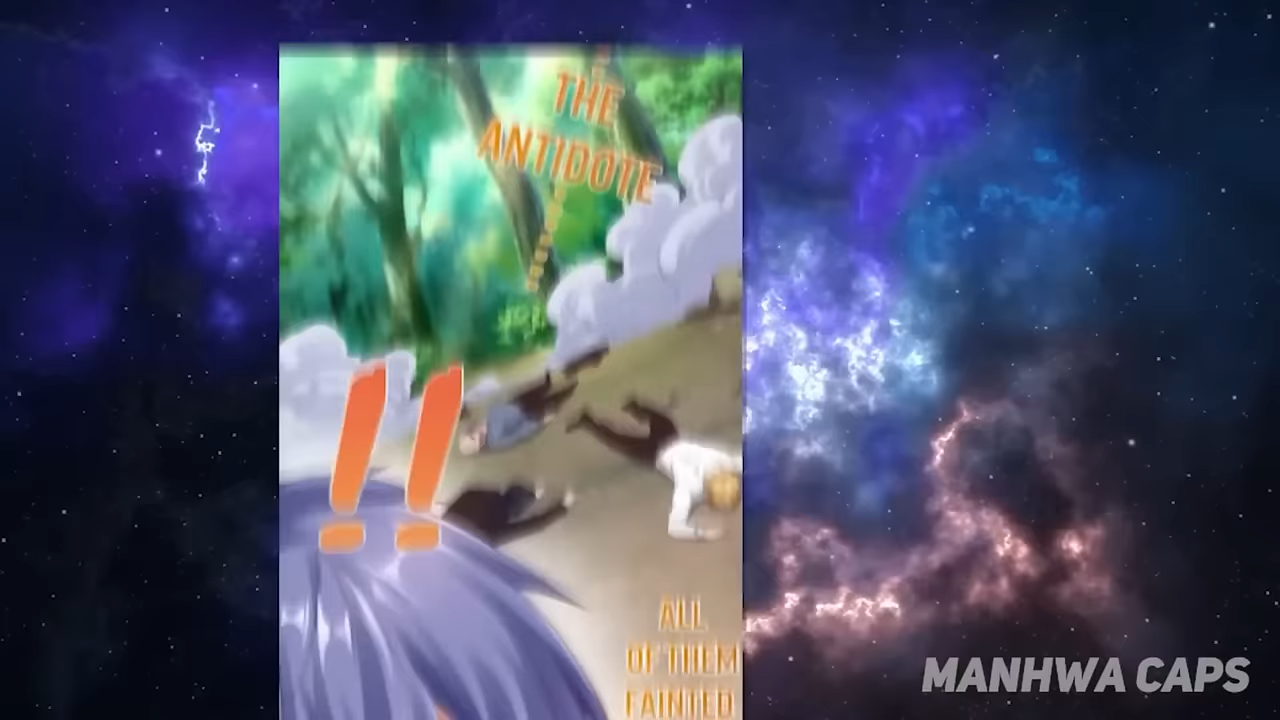 THE
ANTIDOTE
!!
ALL
OF THEM
FAINTED
MANHWA CAPS